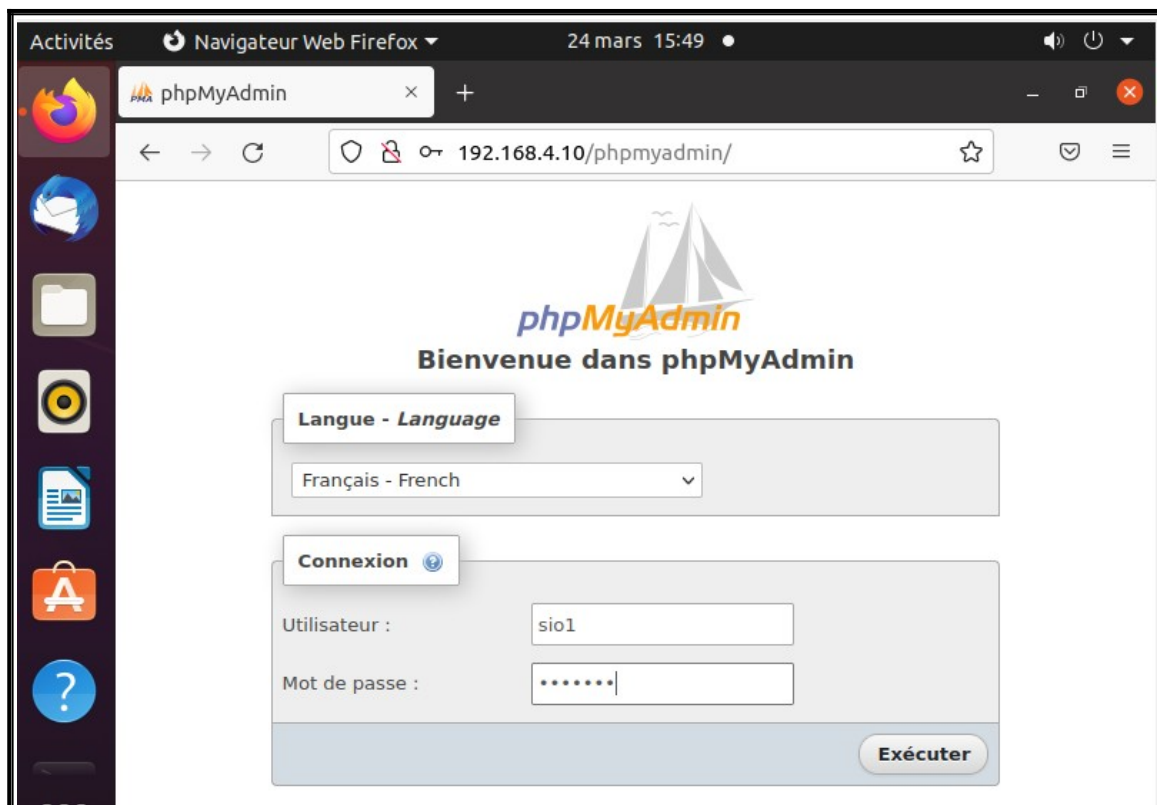 Activités Navigateur Web Firefox 24 mars 15:49
PMA phpMyAdmin
192.168.4.10/phpmyadmin/
phpMyAdmin
Bienvenue dans phpMyAdmin
Langue - Language
Français - French
Connexion
Utilisateur : sio1
Mot de passe : •••••••
Exécuter